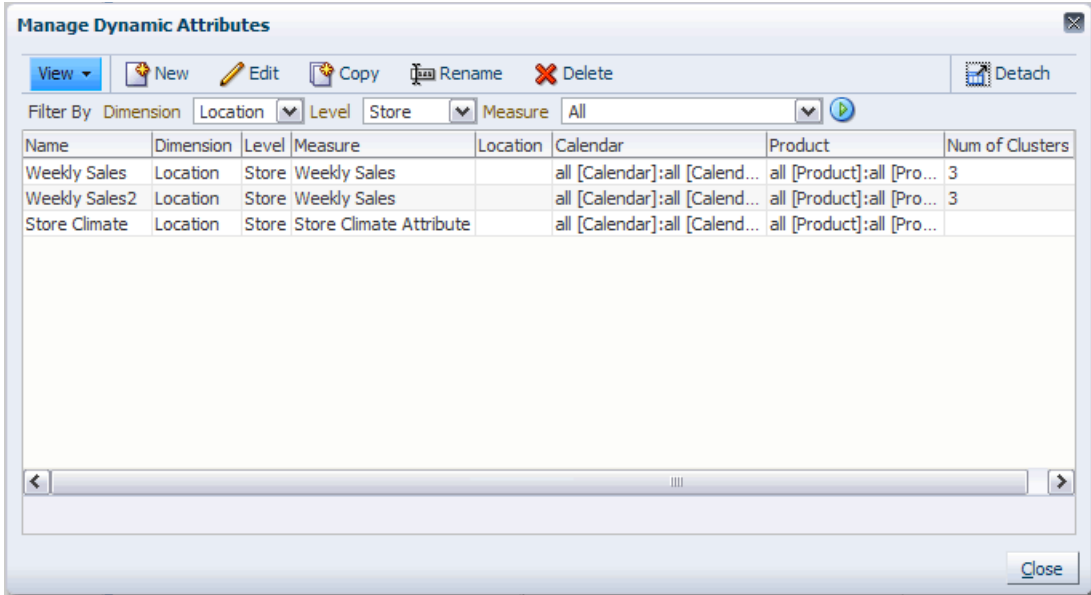 Manage Dynamic Attributes
View New Edit Copy Rename Delete Detach
Filter By Dimension Location Level Store Measure All
Name Dimension Level Measure Location Calendar Product Num of Clusters
Weekly Sales Location Store Weekly Sales all [Calendar]:all [Calend... all [Product]:all [Pro... 3
Weekly Sales2 Location Store Weekly Sales all [Calendar]:all [Calend... all [Product]:all [Pro... 3
Store Climate Location Store Store Climate Attribute all [Calendar]:all [Calend... all [Product]:all [Pro...
Close